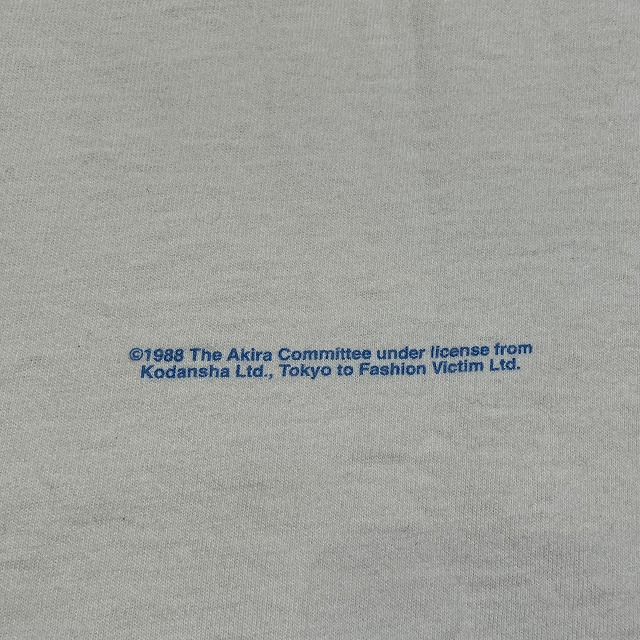 ©1988 The Akira Committee under license from
Kodansha Ltd., Tokyo to Fashion Victim Ltd.